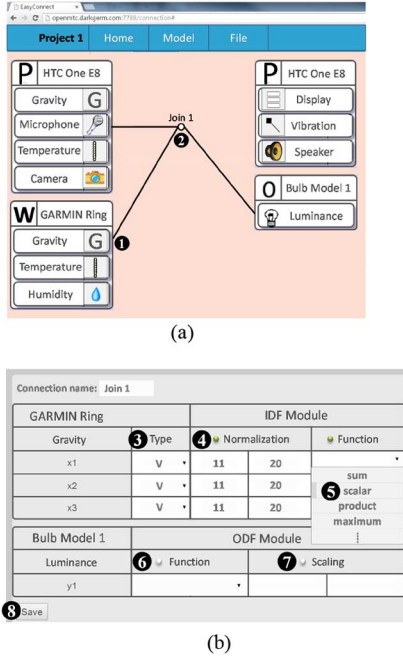 EasyConnect
openmtc.darkgerm.com:7788/connection#
Project 1 Home Model File
P HTC One E8
Gravity G
Microphone
Temperature
Camera
W GARMIN Ring
Gravity G
Temperature
Humidity
Join 1
2
1
P HTC One E8
Display
Vibration
Speaker
O Bulb Model 1
Luminance
(a)
Connection name: Join 1
GARMIN Ring IDF Module
Gravity 3 Type 4 Normalization Function
x1 V 11 20
x2 V 11 20
x3 V 11 20
sum
5 scalar
product
maximum
Bulb Model 1 ODF Module
Luminance 6 Function 7 Scaling
y1
8 Save
(b)